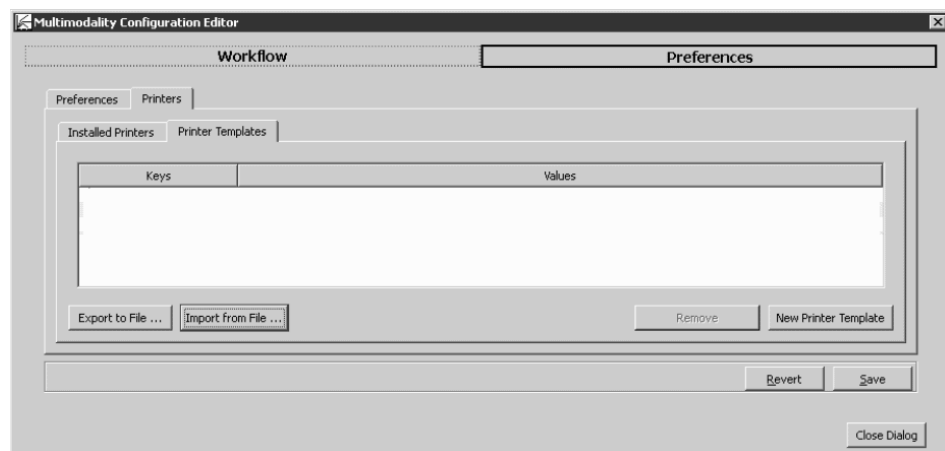 Multimodality Configuration Editor
Workflow Preferences
Preferences Printers
Installed Printers Printer Templates
Keys Values
Export to File ... Import from File ... Remove New Printer Template
Revert Save
Close Dialog